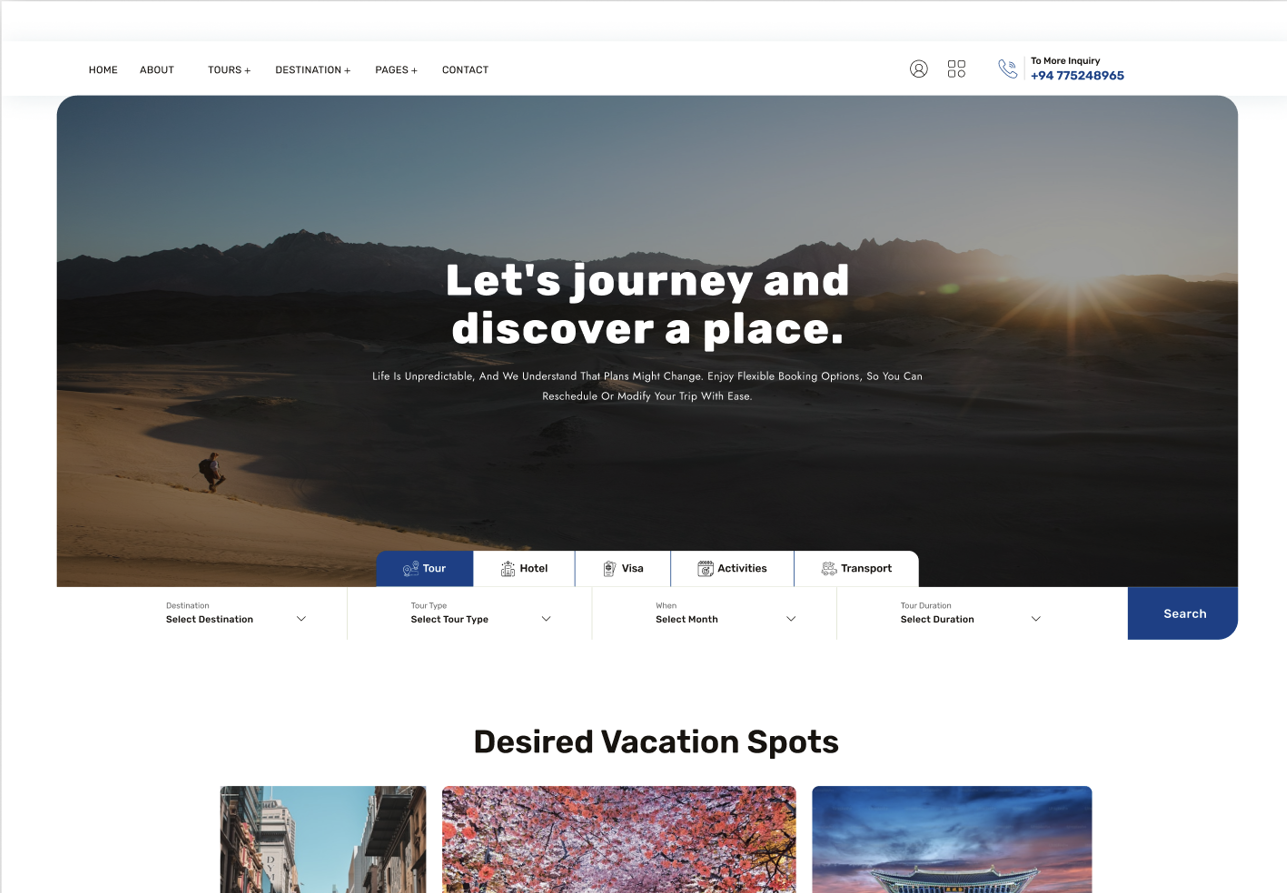 HOME ABOUT TOURS + DESTINATION + PAGES + CONTACT
To More Inquiry
+94 775248965
Let's journey and
discover a place.
Life Is Unpredictable, And We Understand That Plans Might Change. Enjoy Flexible Booking Options, So You Can
Reschedule Or Modify Your Trip With Ease.
Tour Hotel Visa Activities Transport
Destination Tour Type When Tour Duration
Select Destination Select Tour Type Select Month Select Duration
Search
Desired Vacation Spots